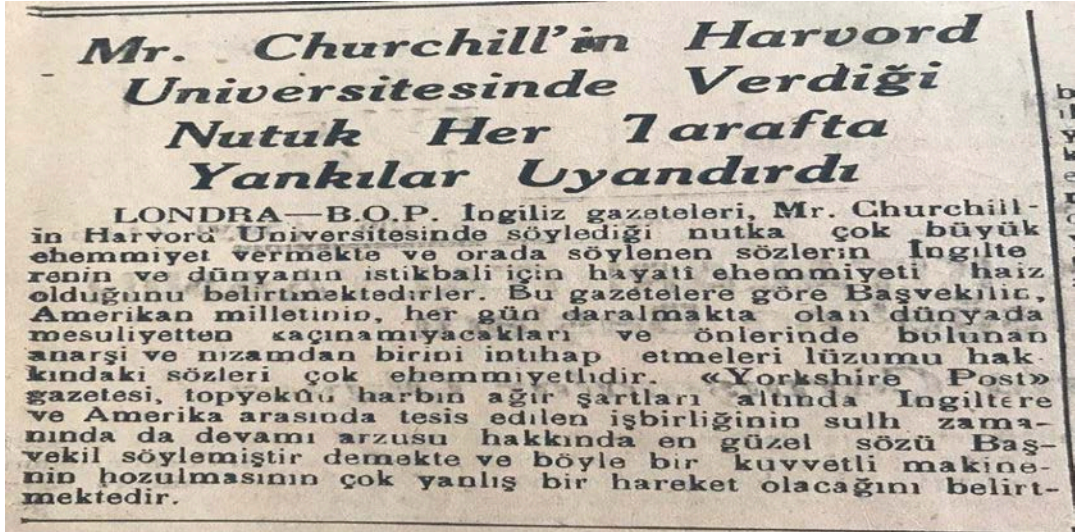 Mr. Churchill'in Harvord
Universitesinde Verdiği
Nutuk Her Tarafta
Yankılar Uyandırdı
LONDRA—B.O.P. İngiliz gazeteleri, Mr. Churchill-
in Harvord Universitesinde söylediği nutka çok büyük
ehemmiyet vermekte ve orada söylenen sözlerin İngilte
renin ve dünyanın istikbali için hayati ehemmiyeti haiz
olduğunu belirtmektedirler. Bu gazetelere göre Başvekilin,
Amerikan milletinin, her gün daralmakta olan dünyada
mesuliyetten kaçınamıyacakları ve önlerinde bulunan
anarşi ve nizamdan birini intihap etmeleri lüzumu hak-
kındaki sözleri çok ehemmiyetlidir. «Yorkshire Post»
gazetesi, topyekûn harbin ağır şartları altında Ingiltere
ve Amerika arasında tesis edilen işbirliğinin sulh zama-
nında da devamı arzusu hakkında en güzel sözü Baş-
vekil söylemiştir demekte ve böyle bir kuvvetli makine-
nin bozulmasının çok yanlış bir hareket olacağını belirt-
mektedir.